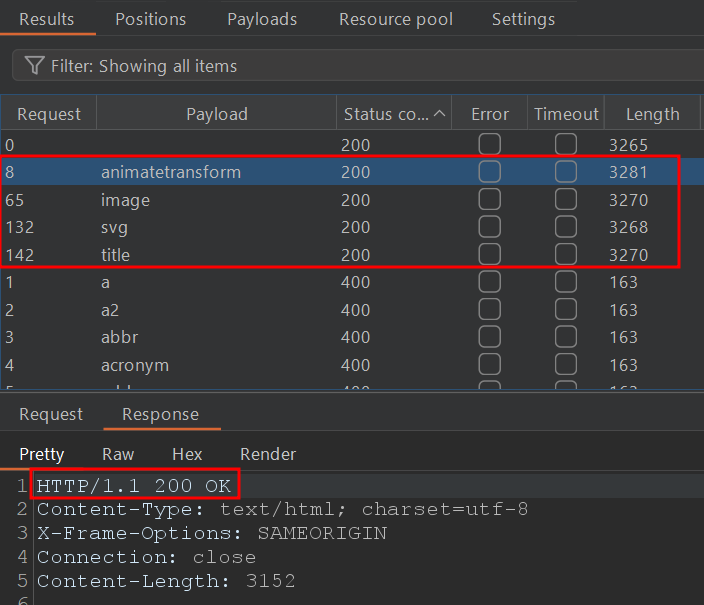 Results Positions Payloads Resource pool Settings
Filter: Showing all items
Request Payload Status co... Error Timeout Length
0 200 3265
8 animatetransform 200 3281
65 image 200 3270
132 svg 200 3268
142 title 200 3270
1 a 400 163
2 a2 400 163
3 abbr 400 163
4 acronym 400 163
400 163
Request Response
Pretty Raw Hex Render
1 HTTP/1.1 200 OK
2 Content-Type: text/html; charset=utf-8
3 X-Frame-Options: SAMEORIGIN
4 Connection: close
5 Content-Length: 3152
6